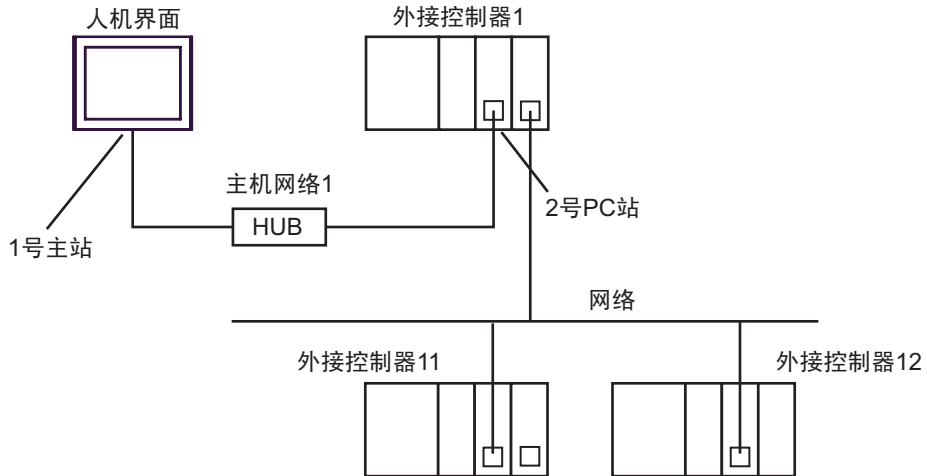 人机界面
外接控制器1
主机网络1
HUB
2号PC站
1号主站
网络
外接控制器11
外接控制器12